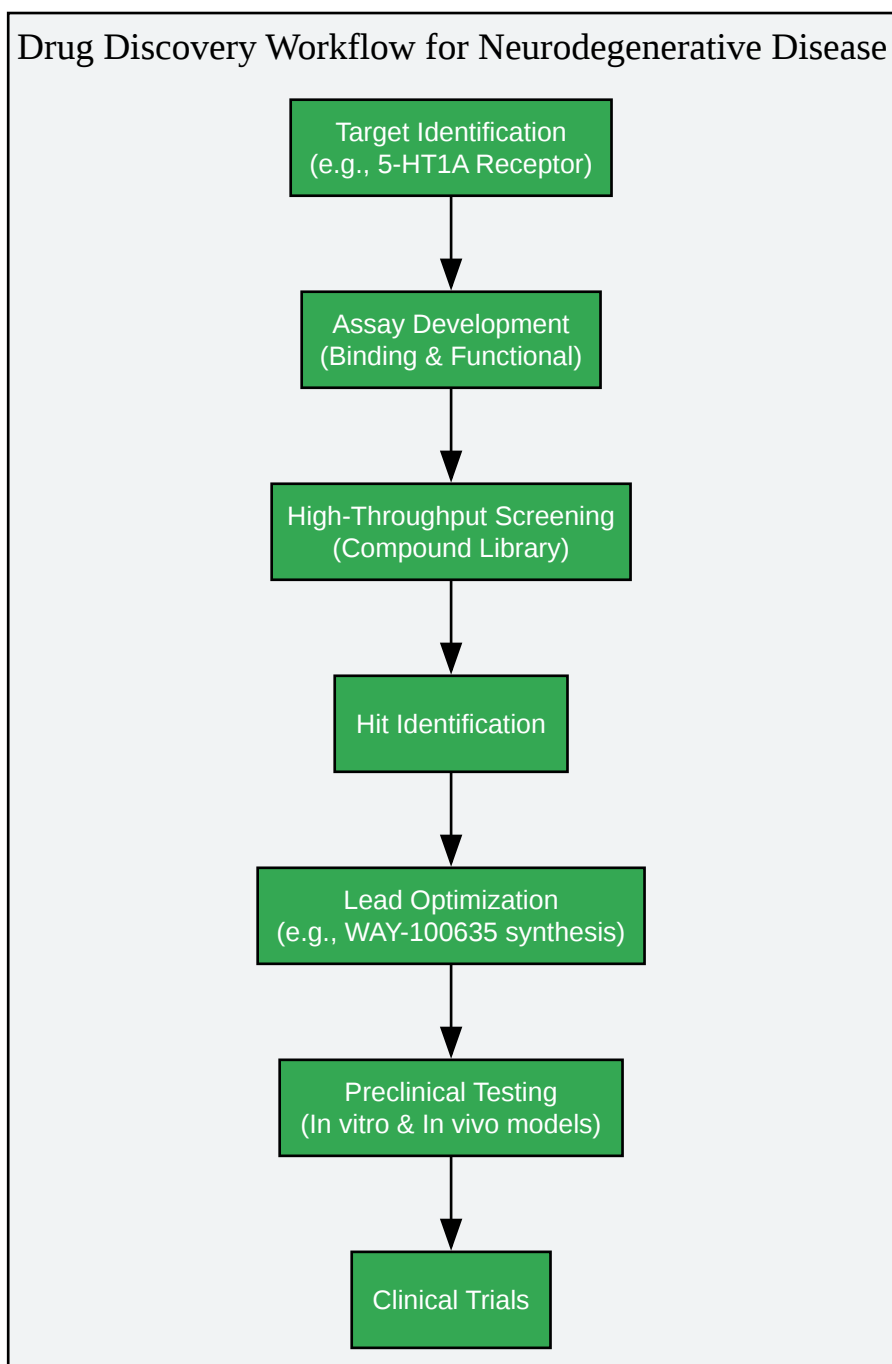 Drug Discovery Workflow for Neurodegenerative Disease
Target Identification
(e.g., 5-HT1A Receptor)
Assay Development
(Binding & Functional)
High-Throughput Screening
(Compound Library)
Hit Identification
Lead Optimization
(e.g., WAY-100635 synthesis)
Preclinical Testing
(In vitro & In vivo models)
Clinical Trials